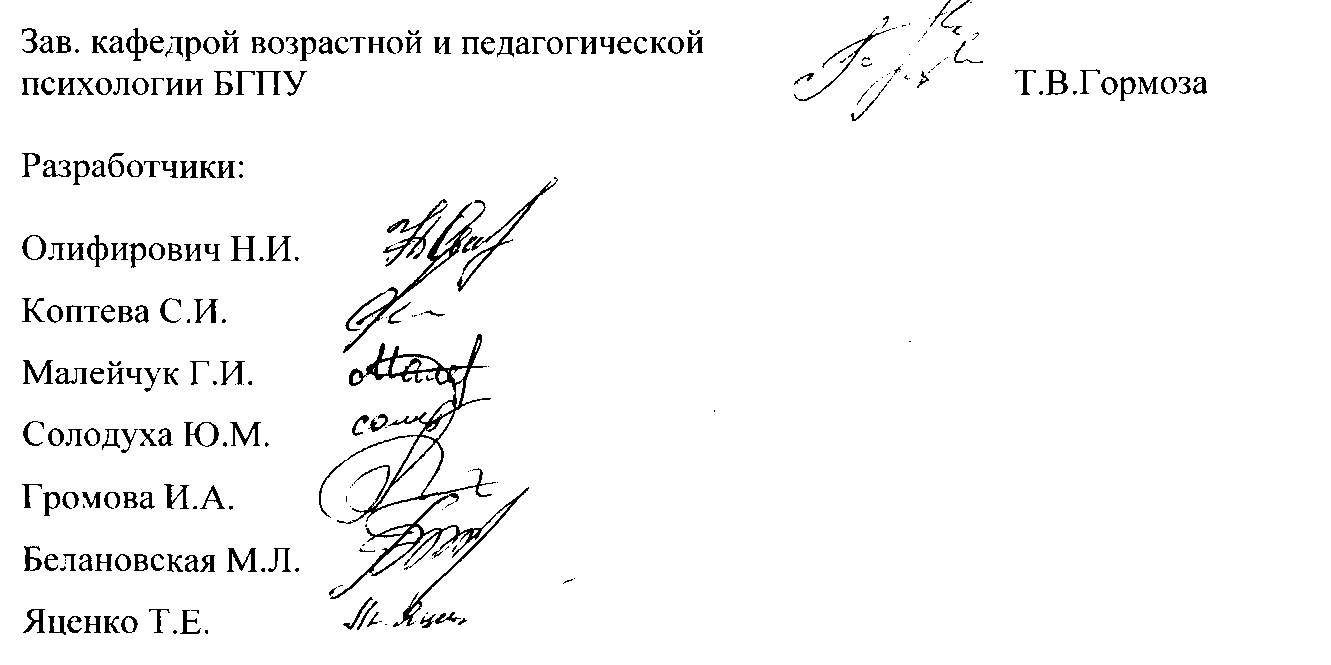 Зав. кафедрой возрастной и педагогической
психологии БГПУ Т.В.Гормоза
Разработчики:
Олифирович Н.И.
Коптева С.И.
Малейчук Г.И.
Солодуха Ю.М.
Громова И.А.
Белановская М.Л.
Яценко Т.Е.